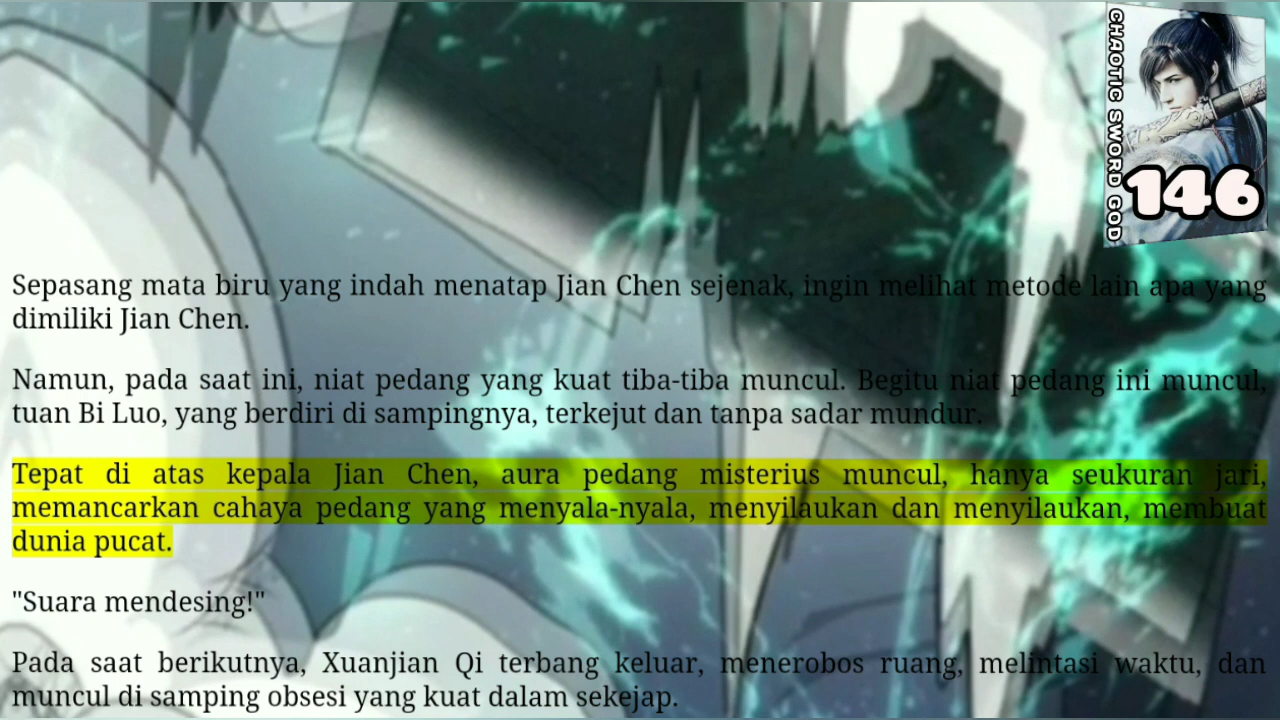 CHAOTIC SWORD GOD
146
Sepasang mata biru yang indah menatap Jian Chen sejenak, ingin melihat metode lain apa yang
dimiliki Jian Chen.
Namun, pada saat ini, niat pedang yang kuat tiba-tiba muncul. Begitu niat pedang ini muncul,
tuan Bi Luo, yang berdiri di sampingnya, terkejut dan tanpa sadar mundur.
Tepat di atas kepala Jian Chen, aura pedang misterius muncul, hanya seukuran jari,
memancarkan cahaya pedang yang menyala-nyala, menyilaukan dan menyilaukan, membuat
dunia pucat.
"Suara mendesing!"
Pada saat berikutnya, Xuanjian Qi terbang keluar, menerobos ruang, melintasi waktu, dan
muncul di samping obsesi yang kuat dalam sekejap.